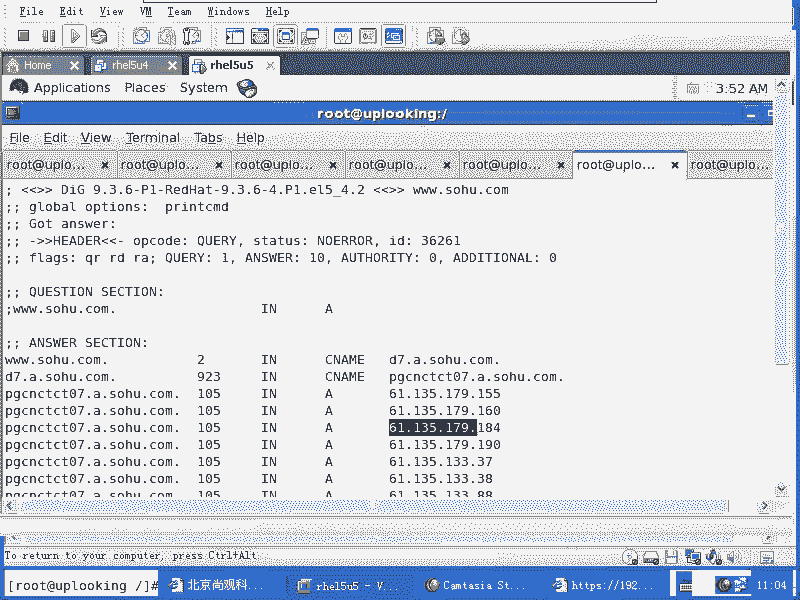 File Edit View VM Team Windows Help
Home rhel5u4 rhel5u5
Applications Places System 3:52 AM
root@uplooking:/
File Edit View Terminal Tabs Help
root@uplo... root@uplo... root@uplo... root@uplo... root@uplo... root@uplo... root@uplo...
; <<>> DiG 9.3.6-P1-RedHat-9.3.6-4.P1.el5_4.2 <<>> www.sohu.com
;; global options:  printcmd
;; Got answer:
;; ->>HEADER<<- opcode: QUERY, status: NOERROR, id: 36261
;; flags: qr rd ra; QUERY: 1, ANSWER: 10, AUTHORITY: 0, ADDITIONAL: 0
;; QUESTION SECTION:
;www.sohu.com. IN A
;; ANSWER SECTION:
www.sohu.com. 2 IN CNAME d7.a.sohu.com.
d7.a.sohu.com. 923 IN CNAME pgcnctct07.a.sohu.com.
pgcnctct07.a.sohu.com. 105 IN A 61.135.179.155
pgcnctct07.a.sohu.com. 105 IN A 61.135.179.160
pgcnctct07.a.sohu.com. 105 IN A 61.135.179.184
pgcnctct07.a.sohu.com. 105 IN A 61.135.179.190
pgcnctct07.a.sohu.com. 105 IN A 61.135.133.37
pgcnctct07.a.sohu.com. 105 IN A 61.135.133.38
pgcnctct07.a.sohu.com. 105 IN A 61.135.133.88
To return to your computer, press Ctrl+Alt.
[root@uplooking /]# 北京尚观科... rhel5u5 - V... Camtasia St... https://192... 11:04